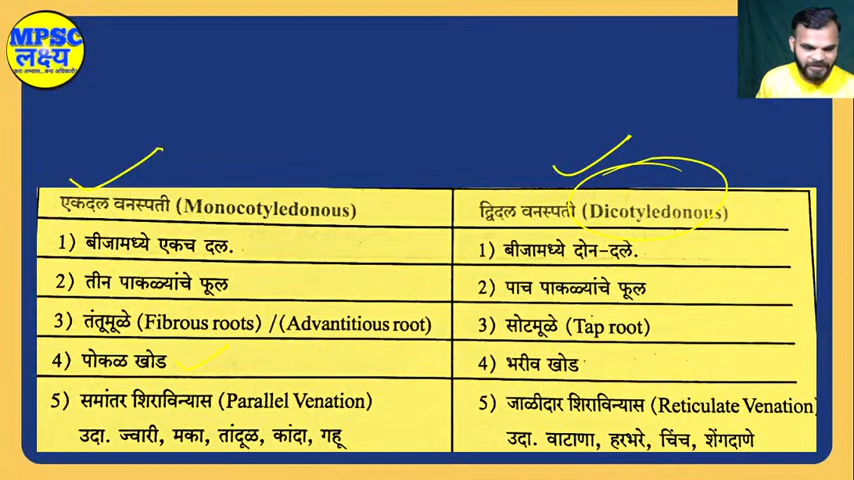 MPSC
लक्ष्य
एकदल वनस्पती (Monocotyledonous)
1) बीजामध्ये एकच दल.
2) तीन पाकळ्यांचे फूल
3) तंतूमूळे (Fibrous roots) /(Advantitious root)
4) पोकळ खोड
5) समांतर शिराविन्यास (Parallel Venation)
उदा. ज्वारी, मका, तांदूळ, कांदा, गहू
द्विदल वनस्पती (Dicotyledonous)
1) बीजामध्ये दोन-दले.
2) पाच पाकळ्यांचे फूल
3) सोटमूळे (Tap root)
4) भरीव खोड
5) जाळीदार शिराविन्यास (Reticulate Venation)
उदा. वाटाणा, हरभरे, चिंच, शेंगदाणे